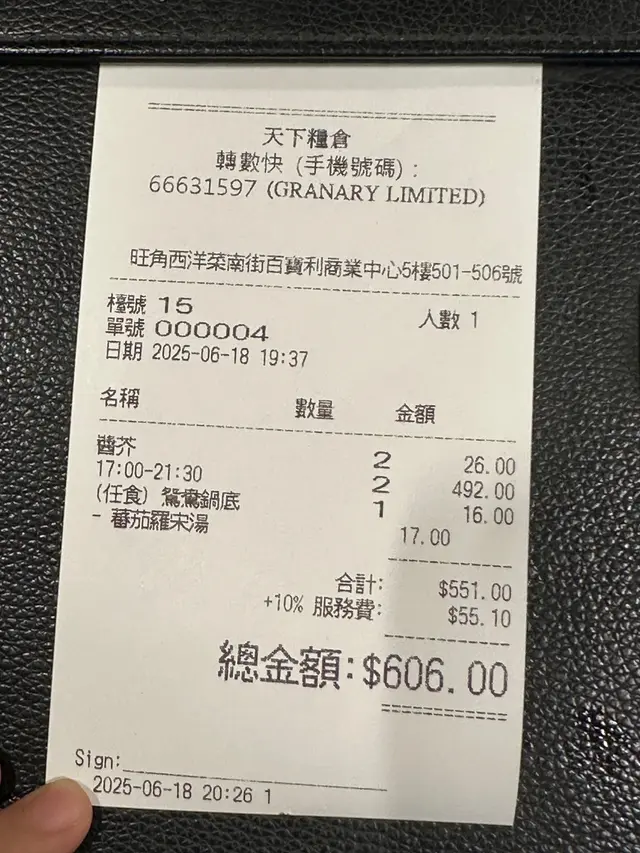 天下糧倉
轉數快 (手機號碼) :
66631597 (GRANARY LIMITED)
旺角西洋菜南街百寶利商業中心5樓501-506號
檯號 15 人數 1
單號 000004
日期 2025-06-18 19:37
名稱 數量 金額
醬芥 2 26.00
17:00-21:30 2 492.00
(任食) 鴛鴦鍋底 1 16.00
- 蕃茄羅宋湯 17.00
合計: $551.00
+10% 服務費: $55.10
總金額: $606.00
Sign:
2025-06-18 20:26 1